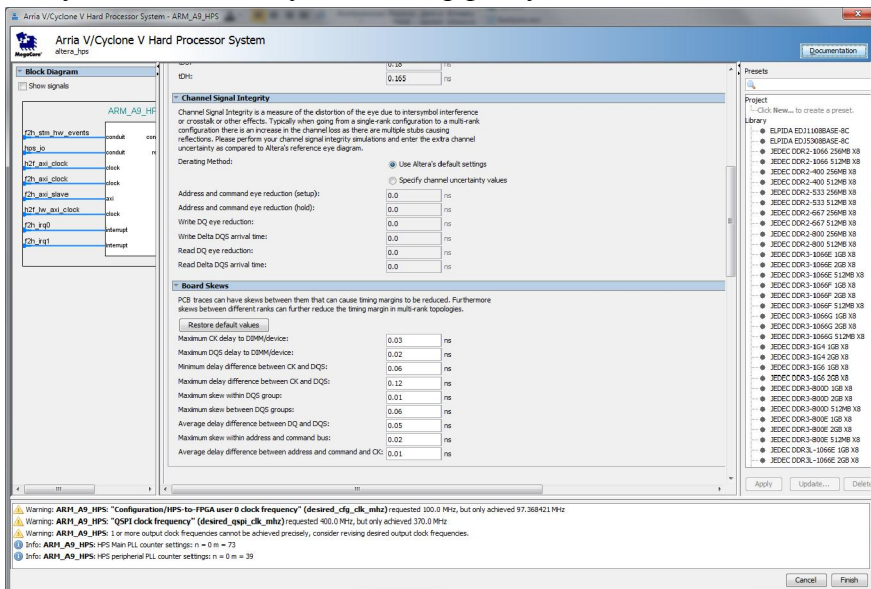 Arria V/Cyclone V Hard Processor System - ARM_A9_HPS
Arria V/Cyclone V Hard Processor System
altera_hps
MegaCore
Documentation
Block Diagram
Show signals
ARM_A9_HP
f2h_stm_hw_events
conduit
con
hps_io
conduit
h2f_axi_clock
clock
f2h_axi_clock
clock
f2h_axi_slave
axi
h2f_lw_axi_clock
clock
f2h_irq0
interrupt
f2h_irq1
interrupt
0.18
ns
tDH:
0.165
ns
Channel Signal Integrity
Channel Signal Integrity is a measure of the distortion of the eye due to intersymbol interference
or crosstalk or other effects. Typically when going from a single-rank configuration to a multi-rank
configuration there is an increase in the channel loss as there are multiple stubs causing
reflections. Please perform your channel signal integrity simulations and enter the extra channel
uncertainty as compared to Altera's reference eye diagram.
Derating Method:
Use Altera's default settings
Specify channel uncertainty values
Address and command eye reduction (setup):
0.0
ns
Address and command eye reduction (hold):
0.0
ns
Write DQ eye reduction:
0.0
ns
Write Delta DQS arrival time:
0.0
ns
Read DQ eye reduction:
0.0
ns
Read Delta DQS arrival time:
0.0
ns
Board Skews
PCB traces can have skews between them that can cause timing margins to be reduced. Furthermore
skews between different ranks can further reduce the timing margin in multi-rank topologies.
Restore default values
Maximum CK delay to DIMM/device:
0.03
ns
Maximum DQS delay to DIMM/device:
0.02
ns
Minimum delay difference between CK and DQS:
0.06
ns
Maximum delay difference between CK and DQS:
0.12
ns
Maximum skew within DQS group:
0.01
ns
Maximum skew between DQS groups:
0.06
ns
Average delay difference between DQ and DQS:
0.05
ns
Maximum skew within address and command bus:
0.02
ns
Average delay difference between address and command and CK:
0.01
ns
Presets
Project
Click New... to create a preset.
Library
ELPIDA EDJ1108BASE-8C
ELPIDA EDJ5308BASE-8C
JEDEC DDR2-1066 256MB X8
JEDEC DDR2-1066 512MB X8
JEDEC DDR2-400 256MB X8
JEDEC DDR2-400 512MB X8
JEDEC DDR2-533 256MB X8
JEDEC DDR2-533 512MB X8
JEDEC DDR2-667 256MB X8
JEDEC DDR2-667 512MB X8
JEDEC DDR2-800 256MB X8
JEDEC DDR2-800 512MB X8
JEDEC DDR3-1066E 1GB X8
JEDEC DDR3-1066E 2GB X8
JEDEC DDR3-1066E 512MB X8
JEDEC DDR3-1066F 1GB X8
JEDEC DDR3-1066F 2GB X8
JEDEC DDR3-1066F 512MB X8
JEDEC DDR3-1066G 1GB X8
JEDEC DDR3-1066G 2GB X8
JEDEC DDR3-1066G 512MB X8
JEDEC DDR3-1G4 1GB X8
JEDEC DDR3-1G4 2GB X8
JEDEC DDR3-1G6 1GB X8
JEDEC DDR3-1G6 2GB X8
JEDEC DDR3-800D 1GB X8
JEDEC DDR3-800D 2GB X8
JEDEC DDR3-800D 512MB X8
JEDEC DDR3-800E 1GB X8
JEDEC DDR3-800E 2GB X8
JEDEC DDR3-800E 512MB X8
JEDEC DDR3L-1066E 1GB X8
JEDEC DDR3L-1066E 2GB X8
Apply
Update...
Delete
Warning: ARM_A9_HPS: "Configuration/HPS-to-FPGA user 0 clock frequency" (desired_cfg_clk_mhz) requested 100.0 MHz, but only achieved 97.368421 MHz
Warning: ARM_A9_HPS: "QSPI clock frequency" (desired_qspi_clk_mhz) requested 400.0 MHz, but only achieved 370.0 MHz
Warning: ARM_A9_HPS: 1 or more output clock frequencies cannot be achieved precisely, consider revising desired output clock frequencies.
Info: ARM_A9_HPS: HPS Main PLL counter settings: n = 0 m = 73
Info: ARM_A9_HPS: HPS peripherial PLL counter settings: n = 0 m = 39
Cancel
Finish